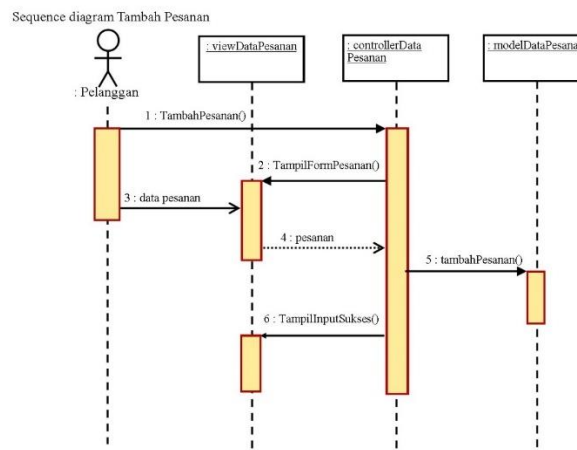 Sequence diagram Tambah Pesanan
: viewDataPesanan
: controllerData
Pesanan
: modelDataPesana
: Pelanggan
1 : TambahPesanan()
2 : TampilFormPesanan()
3 : data pesanan
4 : pesanan
5 : tambahPesanan()
6 : TampilInputSukses()